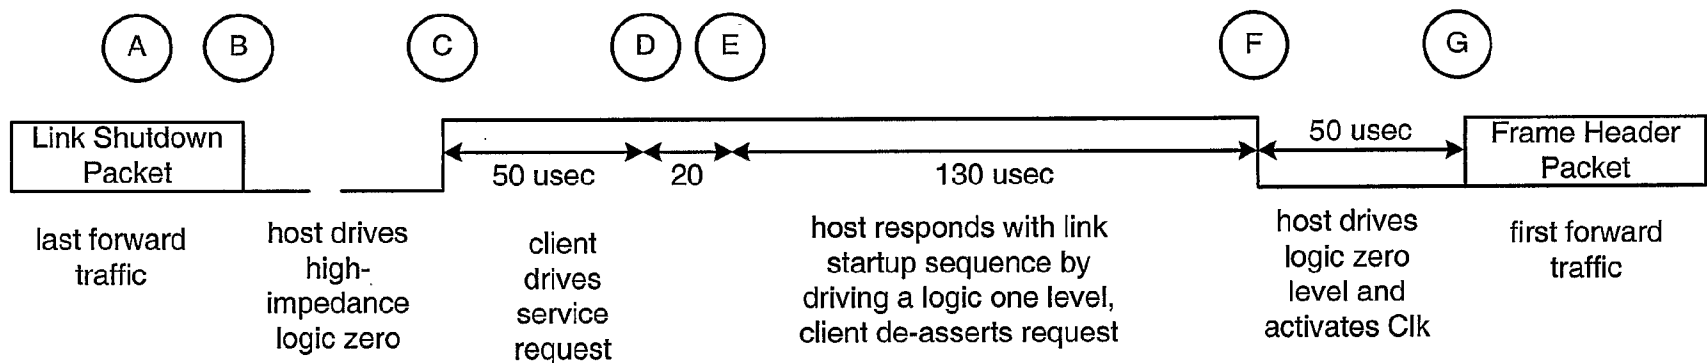 A B C D E F G
Link Shutdown
Packet
50 usec
20
130 usec
50 usec
Frame Header
Packet
last forward
traffic
host drives
high-
impedance
logic zero
client
drives
service
request
host responds with link
startup sequence by
driving a logic one level,
client de-asserts request
host drives
logic zero
level and
activates Clk
first forward
traffic